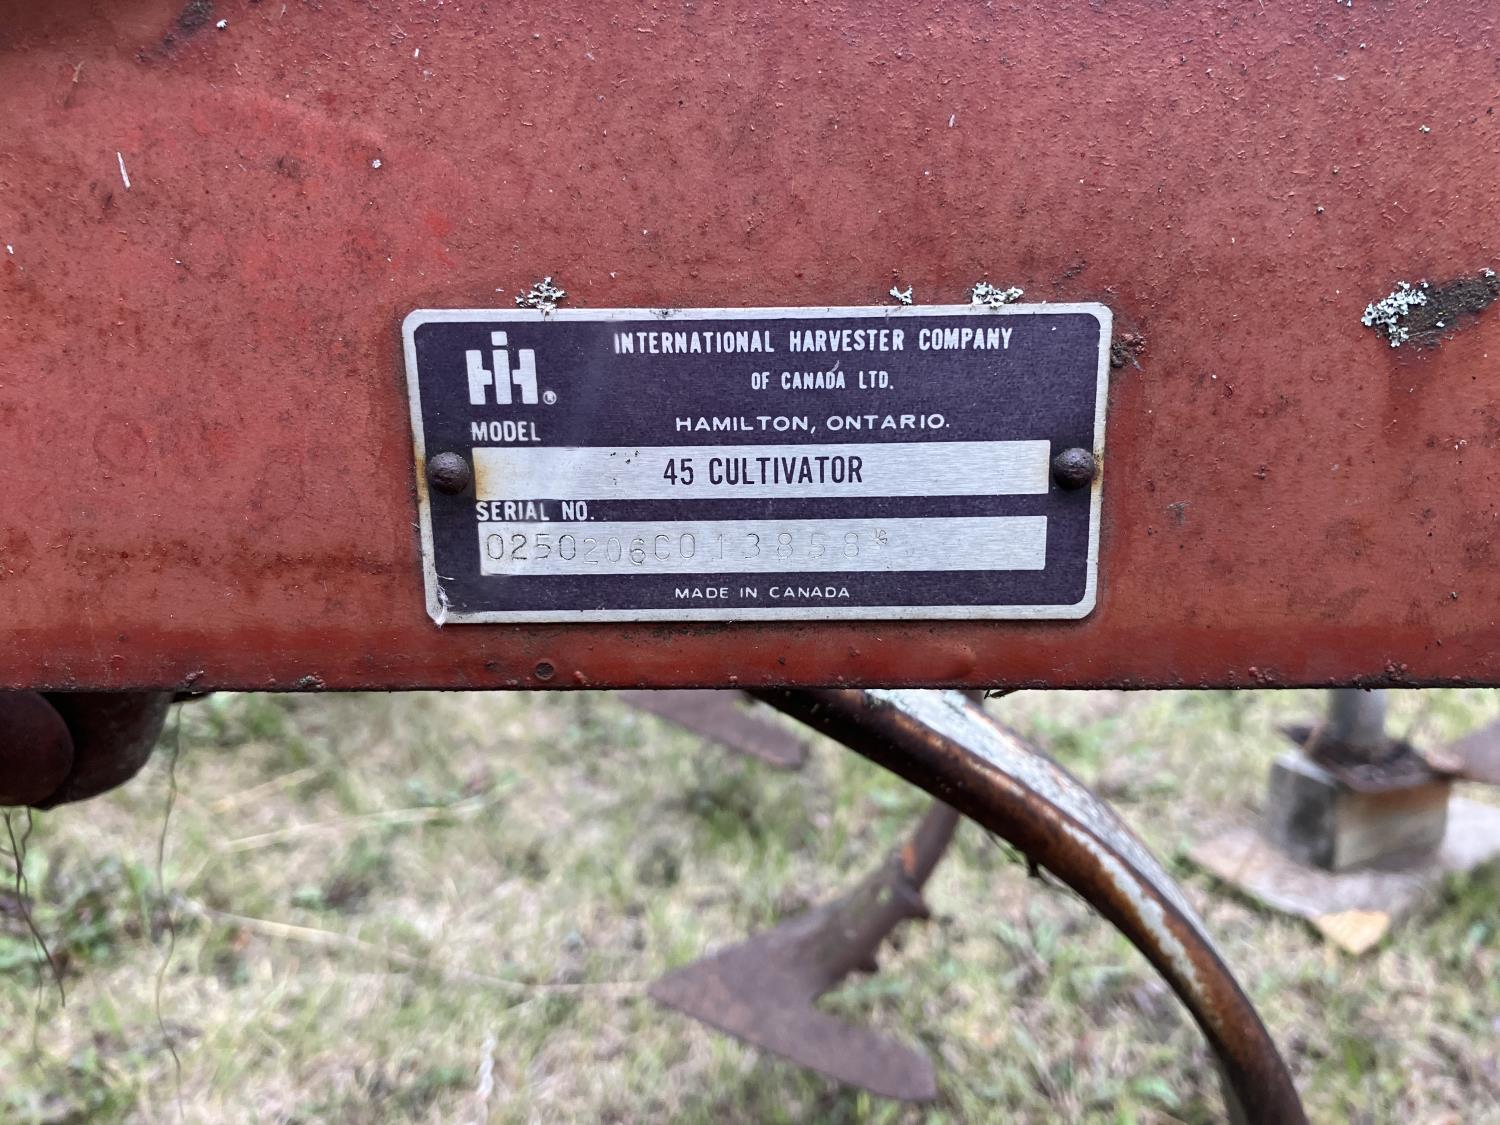 IH®
INTERNATIONAL HARVESTER COMPANY
OF CANADA LTD.
HAMILTON, ONTARIO.
MODEL
45 CULTIVATOR
SERIAL NO.
0250206C013858
MADE IN CANADA